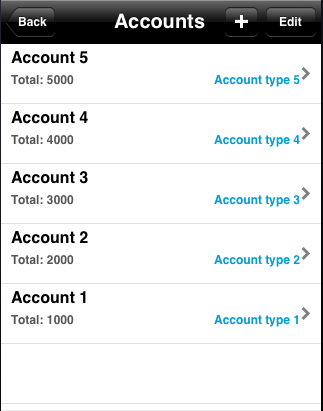 Back Accounts + Edit
Account 5
Total: 5000 Account type 5
Account 4
Total: 4000 Account type 4
Account 3
Total: 3000 Account type 3
Account 2
Total: 2000 Account type 2
Account 1
Total: 1000 Account type 1